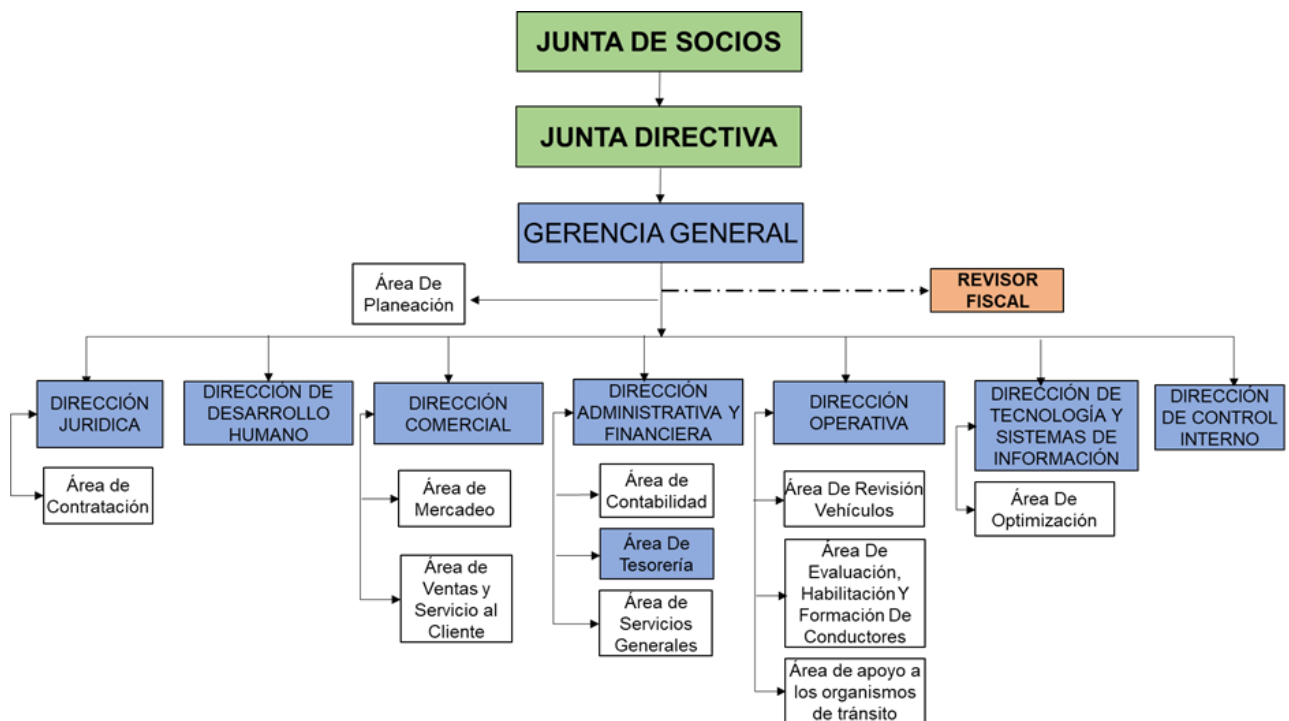 JUNTA DE SOCIOS
JUNTA DIRECTIVA
GERENCIA GENERAL
Área De
Planeación
REVISOR
FISCAL
DIRECCIÓN
JURIDICA
DIRECCIÓN DE
DESARROLLO
HUMANO
DIRECCIÓN
COMERCIAL
DIRECCIÓN
ADMINISTRATIVA Y
FINANCIERA
DIRECCIÓN
OPERATIVA
DIRECCIÓN DE
TECNOLOGÍA Y
SISTEMAS DE
INFORMACIÓN
DIRECCIÓN
DE CONTROL
INTERNO
Área de
Contratación
Área de
Mercadeo
Área de
Ventas y
Servicio al
Cliente
Área de
Contabilidad
Área De
Tesorería
Área de
Servicios
Generales
Área De Revisión
Vehículos
Área De
Evaluación,
Habilitación Y
Formación De
Conductores
Área de apoyo a
los organismos
de tránsito
Área De
Optimización